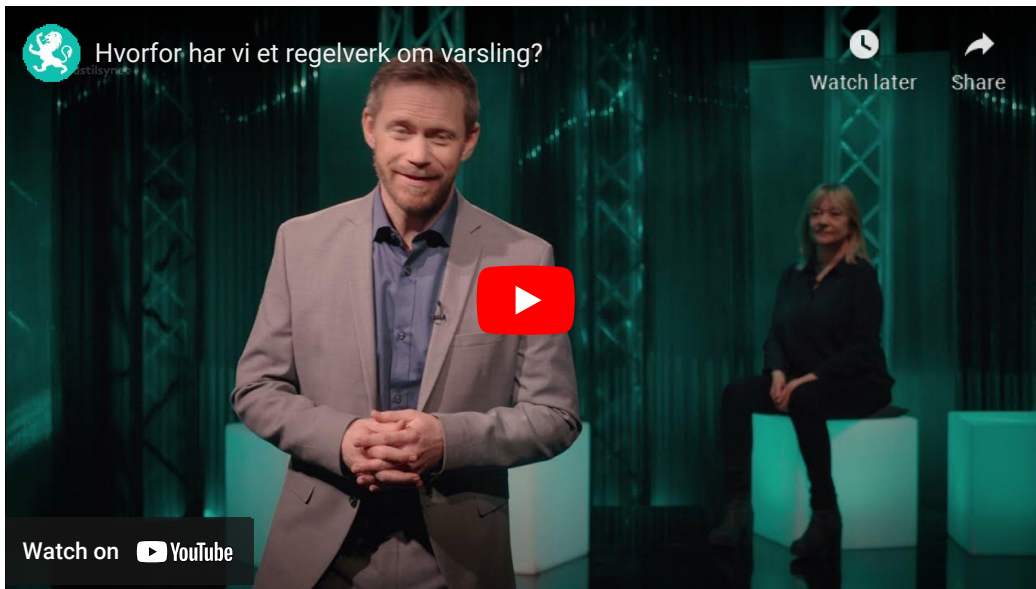 Hvorfor har vi et regelverk om varsling?
Watch later
Share
Watch on YouTube